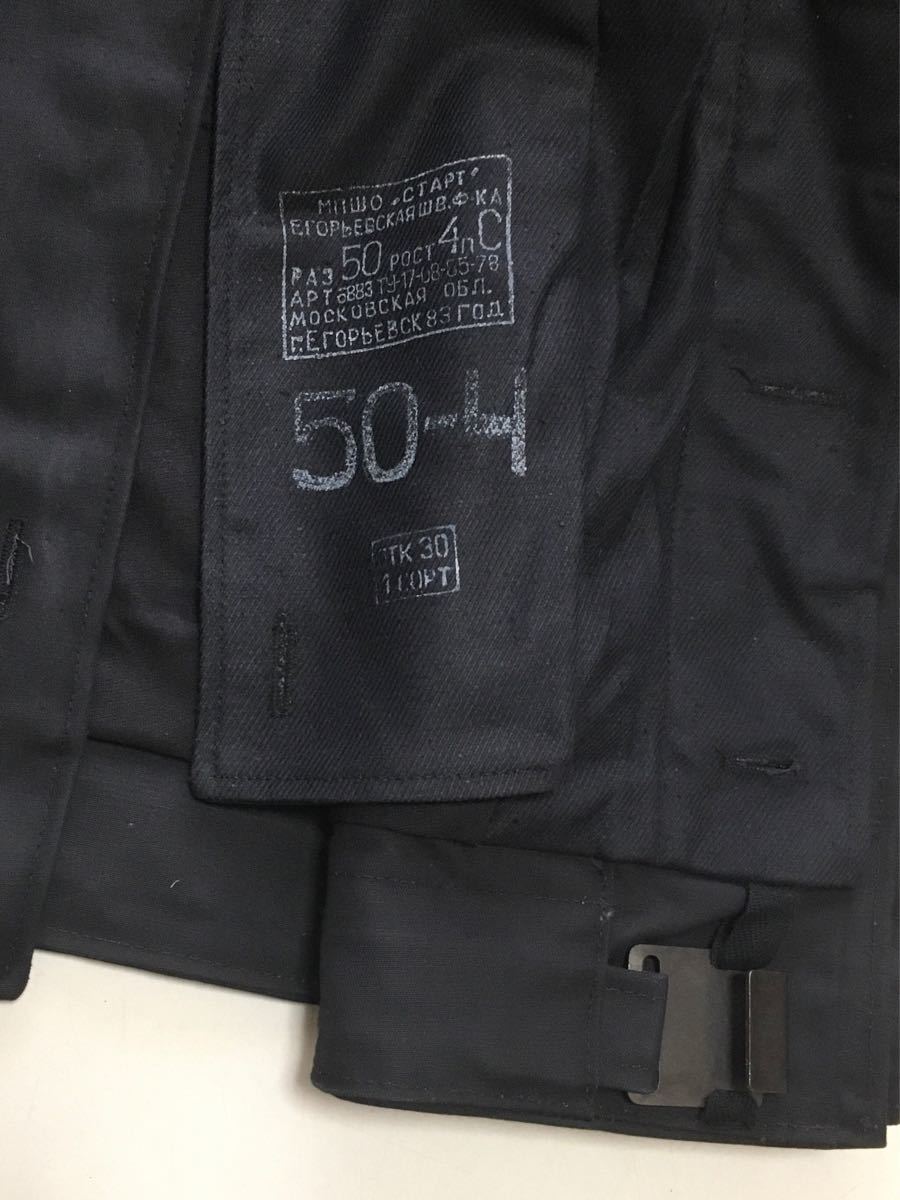 МПШО „СТАРТ"
ЕГОРЬЕВСКАЯ ШВ. Ф-КА
РАЗ 50 РОСТ 4 п С
АРТ 6883 ТУ-17-08-85-78
МОСКОВСКАЯ ОБЛ.
г. ЕГОРЬЕВСК 83 ГОД
50-4
ОТК 30
1 СОРТ